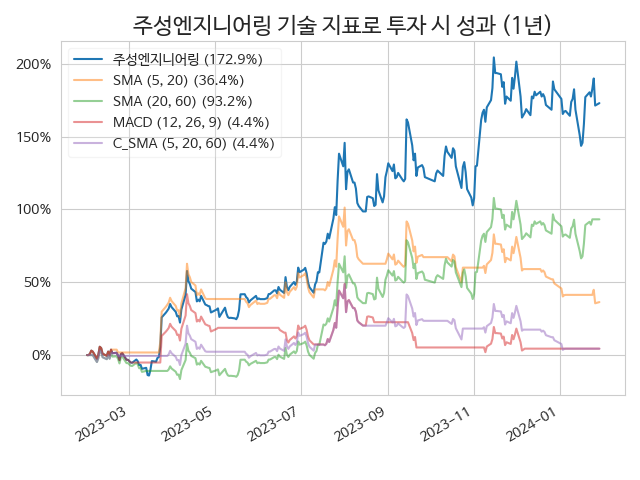 주성엔지니어링 기술 지표로 투자 시 성과 (1년)
주성엔지니어링 (172.9%)
SMA (5, 20) (36.4%)
SMA (20, 60) (93.2%)
MACD (12, 26, 9) (4.4%)
C_SMA (5, 20, 60) (4.4%)
200%
150%
100%
50%
0%
2023-03
2023-05
2023-07
2023-09
2023-11
2024-01